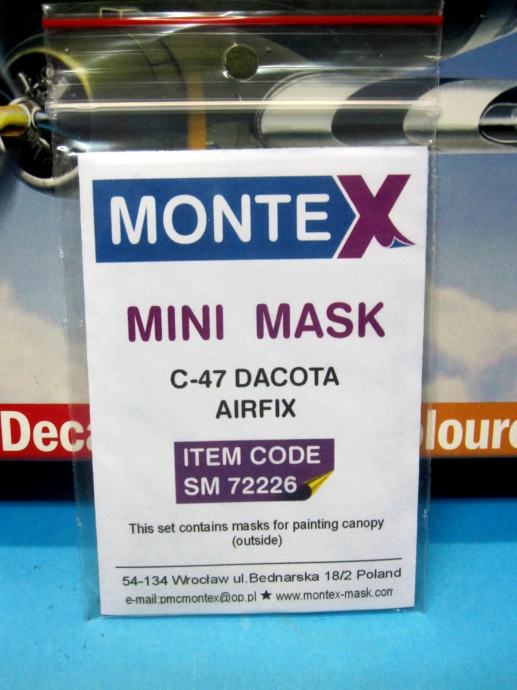 MONTEX
MINI MASK
C-47 DACOTA
AIRFIX
ITEM CODE
SM 72226
This set contains masks for painting canopy
(outside)
54-134 Wrocław ul.Bednarska 18/2 Poland
e-mail:pmcmontex@op.pl ★ www.montex-mask.com
Deca
loure